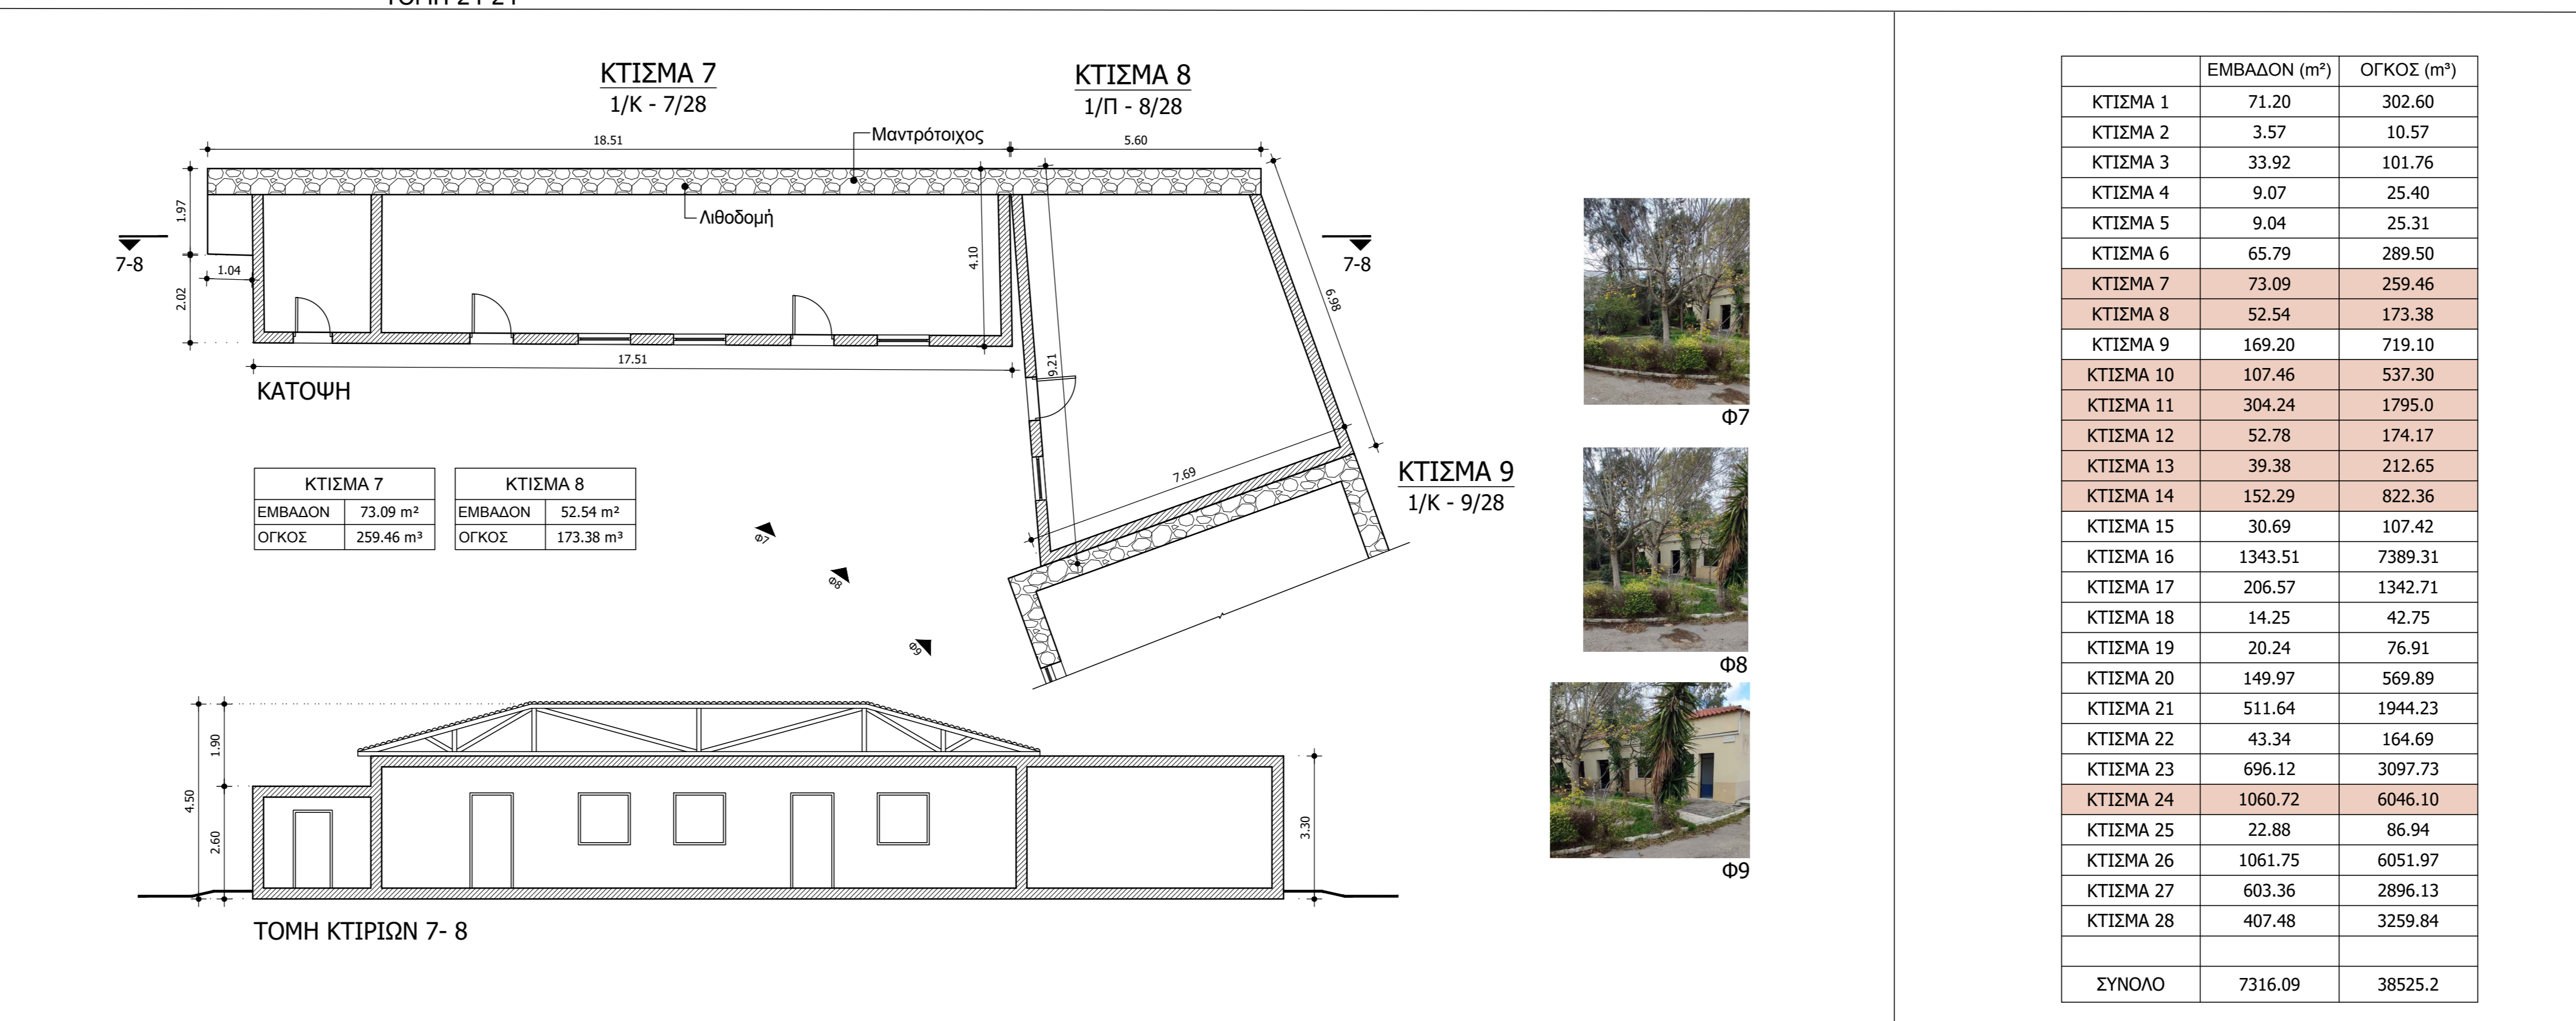 ΚΤΙΣΜΑ 7
1/Κ - 7/28
ΚΤΙΣΜΑ 8
1/Π - 8/28
18.51
Μαντρότοιχος
5.60
1.97
Λιθοδομή
4.10
7-8
7-8
1.04
2.02
6.98
17.51
9.21
ΚΑΤΟΨΗ
7.69
ΚΤΙΣΜΑ 9
1/Κ - 9/28
ΚΤΙΣΜΑ 7
ΕΜΒΑΔΟΝ 73.09 m²
ΟΓΚΟΣ 259.46 m³
ΚΤΙΣΜΑ 8
ΕΜΒΑΔΟΝ 52.54 m²
ΟΓΚΟΣ 173.38 m³
Φ7
Φ8
Φ9
Φ7
Φ8
Φ9
1.90
4.50
2.60
3.30
ΤΟΜΗ ΚΤΙΡΙΩΝ 7- 8
ΕΜΒΑΔΟΝ (m²) ΟΓΚΟΣ (m³)
ΚΤΙΣΜΑ 1 71.20 302.60
ΚΤΙΣΜΑ 2 3.57 10.57
ΚΤΙΣΜΑ 3 33.92 101.76
ΚΤΙΣΜΑ 4 9.07 25.40
ΚΤΙΣΜΑ 5 9.04 25.31
ΚΤΙΣΜΑ 6 65.79 289.50
ΚΤΙΣΜΑ 7 73.09 259.46
ΚΤΙΣΜΑ 8 52.54 173.38
ΚΤΙΣΜΑ 9 169.20 719.10
ΚΤΙΣΜΑ 10 107.46 537.30
ΚΤΙΣΜΑ 11 304.24 1795.0
ΚΤΙΣΜΑ 12 52.78 174.17
ΚΤΙΣΜΑ 13 39.38 212.65
ΚΤΙΣΜΑ 14 152.29 822.36
ΚΤΙΣΜΑ 15 30.69 107.42
ΚΤΙΣΜΑ 16 1343.51 7389.31
ΚΤΙΣΜΑ 17 206.57 1342.71
ΚΤΙΣΜΑ 18 14.25 42.75
ΚΤΙΣΜΑ 19 20.24 76.91
ΚΤΙΣΜΑ 20 149.97 569.89
ΚΤΙΣΜΑ 21 511.64 1944.23
ΚΤΙΣΜΑ 22 43.34 164.69
ΚΤΙΣΜΑ 23 696.12 3097.73
ΚΤΙΣΜΑ 24 1060.72 6046.10
ΚΤΙΣΜΑ 25 22.88 86.94
ΚΤΙΣΜΑ 26 1061.75 6051.97
ΚΤΙΣΜΑ 27 603.36 2896.13
ΚΤΙΣΜΑ 28 407.48 3259.84
ΣΥΝΟΛΟ 7316.09 38525.2